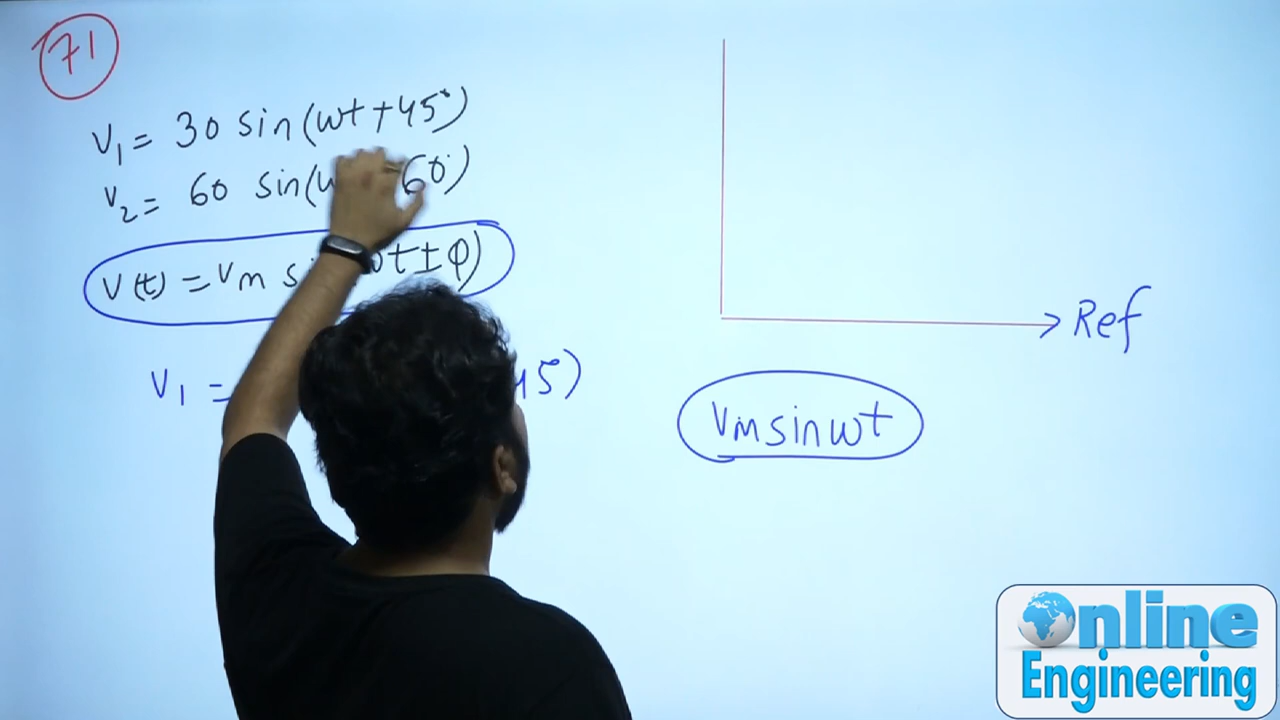 71
V₁ = 30 sin(ωt + 45°)
V₂ = 60 sin( 60°)
V(t) = Vm ωt ± φ)
V₁ = 45)
Ref
Vm sin ωt
Online
Engineering